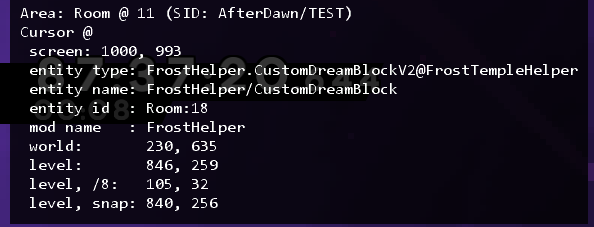 Area: Room @ 11 (SID: AfterDawn/TEST)
Cursor @
screen: 1000, 993
entity type: FrostHelper.CustomDreamBlockV2@FrostTempleHelper
entity name: FrostHelper/CustomDreamBlock
entity id : Room:18
mod name : FrostHelper
world: 230, 635
level: 846, 259
level, /8: 105, 32
level, snap: 840, 256